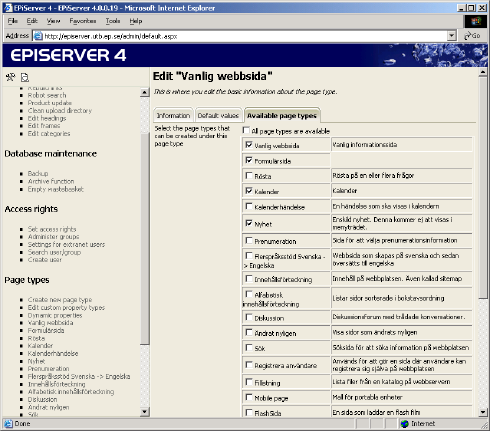 EPiServer 4 - EPiServer 4.0.0.19 - Microsoft Internet Explorer
File Edit View Favorites Tools Help
Address http://episerver.utb.ep.se/admin/default.aspx Go
EPISERVER 4
Rebuild links
Robot search
Product update
Clean upload directory
Edit headings
Edit frames
Edit categories
Database maintenance
Backup
Archive function
Empty wastebasket
Access rights
Set access rights
Administer groups
Settings for extranet users
Search user/group
Create user
Page types
Create new page type
Edit custom property types
Dynamic properties
Vanlig webbsida
Formulärsida
Rösta
Kalender
Kalenderhändelse
Nyhet
Prenumeration
Flerspråksstöd Svenska -> Engelska
Innehållsförteckning
Alfabetisk innehållsförteckning
Diskussion
Ändrat nyligen
Sök
Edit "Vanlig webbsida"
This is where you edit the basic information about the page type.
Information Default values Available page types
Select the page types that
can be created under this
page type
All page types are available
Vanlig webbsida Vanlig informationssida
Formulärsida
Rösta Rösta på en eller flera frågor
Kalender Kalender
Kalenderhändelse En händelse som ska visas i kalendern
Nyhet Enskild nyhet. Denna kommer ej att visas i
menyträdet.
Prenumeration Sida för att välja prenumerationsinformation
Flerspråksstöd Svenska -
> Engelska
Webbsida som skapas på svenska och sedan
översätts till engelska
Innehållsförteckning Innehåll på webbplatsen. Även kallad sitemap
Alfabetisk
innehållsförteckning
Listar sidor sorterade i bokstavsordning
Diskussion Diskussionsforum med trådade konversationer.
Ändrat nyligen Visa sidor som ändrats nyligen
Sök Söksida för att söka information på webbplatsen
Registrera användare Används för att gör en sida där användare kan
registrera sig själva på webbplatsen
Fillistning Lista filer från en katalog på webbservern
Mobile page Mall för portabla enheter
FlashSida En sida som laddar en flash film
Done Internet